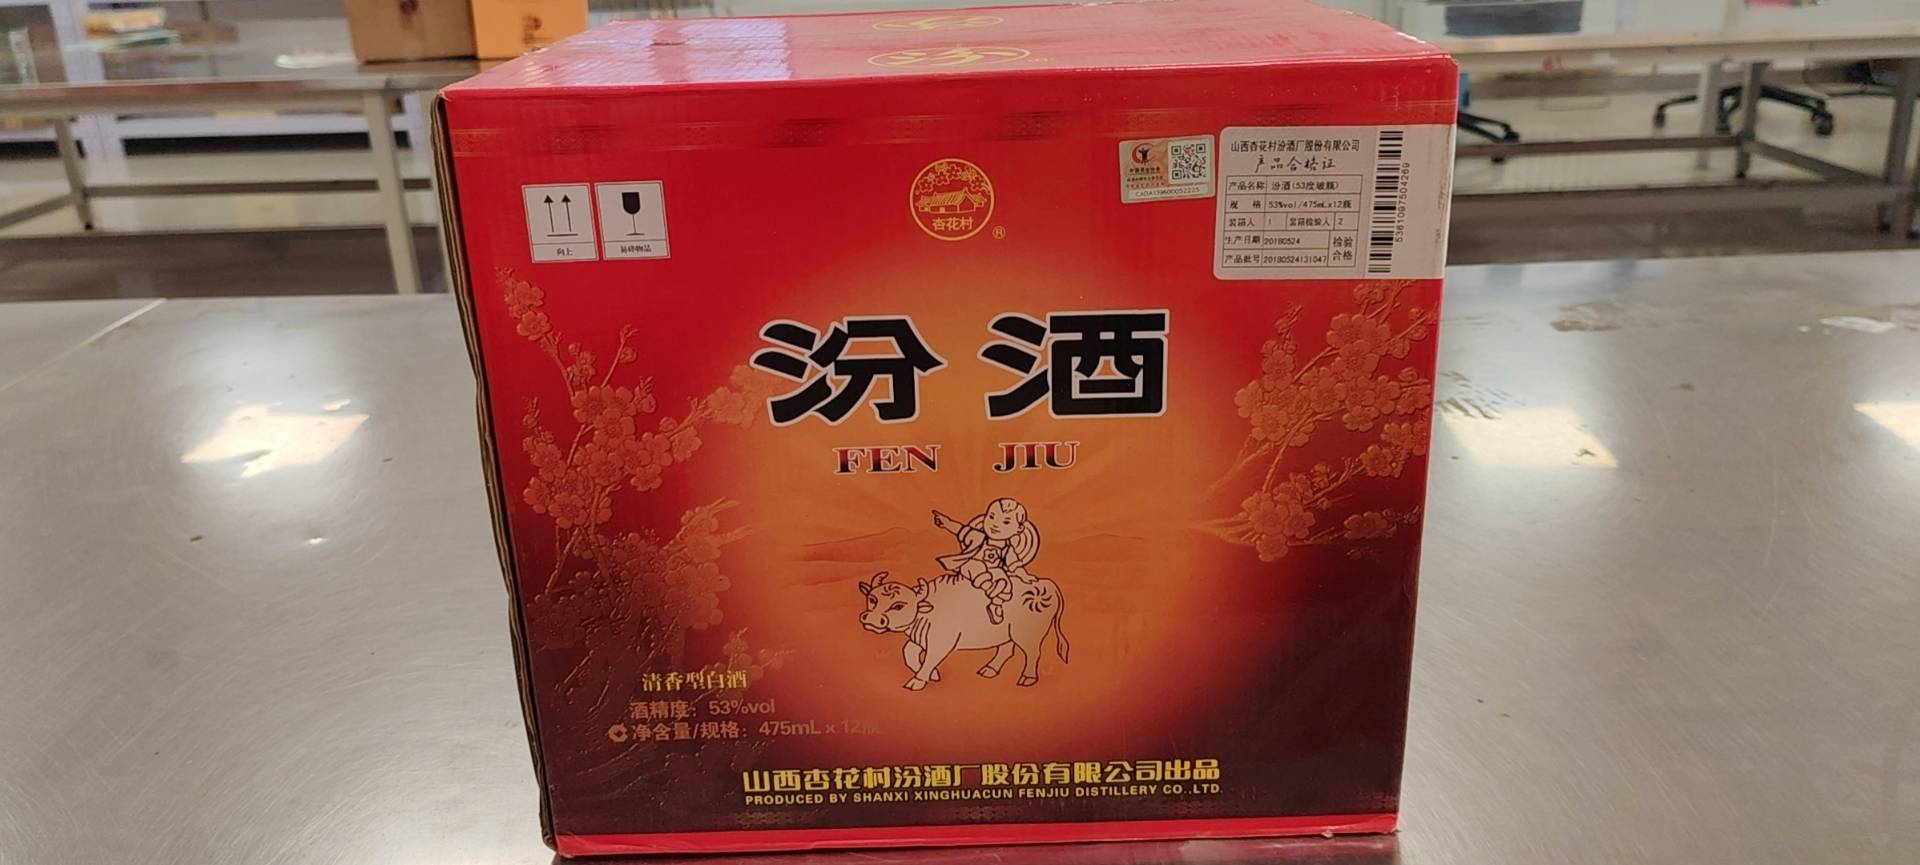 杏花村
®
向上
易碎物品
CADA139600052225
山西杏花村汾酒厂股份有限公司
产品合格证
产品名称 汾酒(53度玻瓶)
规 格 53%vol/475mL×12瓶
装箱人 1 装箱检验人 2
生产日期 20180524 检验
产品批号 20180524131047 合格
汾酒
FEN JIU
清香型白酒
酒精度：53%vol
净含量/规格：475mL×12瓶
山西杏花村汾酒厂股份有限公司出品
PRODUCED BY SHANXI XINGHUACUN FENJIU DISTILLERY CO.,LTD.